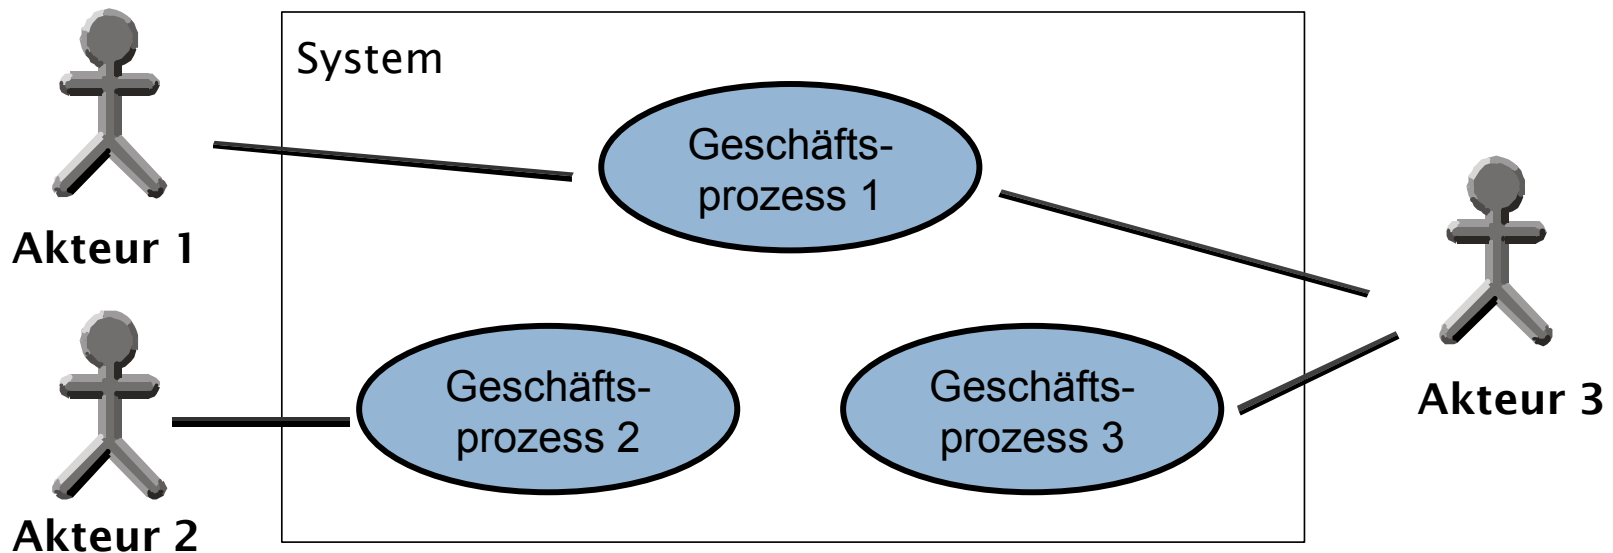 System
Geschäfts-
prozess 1
Akteur 1
Geschäfts-
prozess 2
Geschäfts-
prozess 3
Akteur 3
Akteur 2